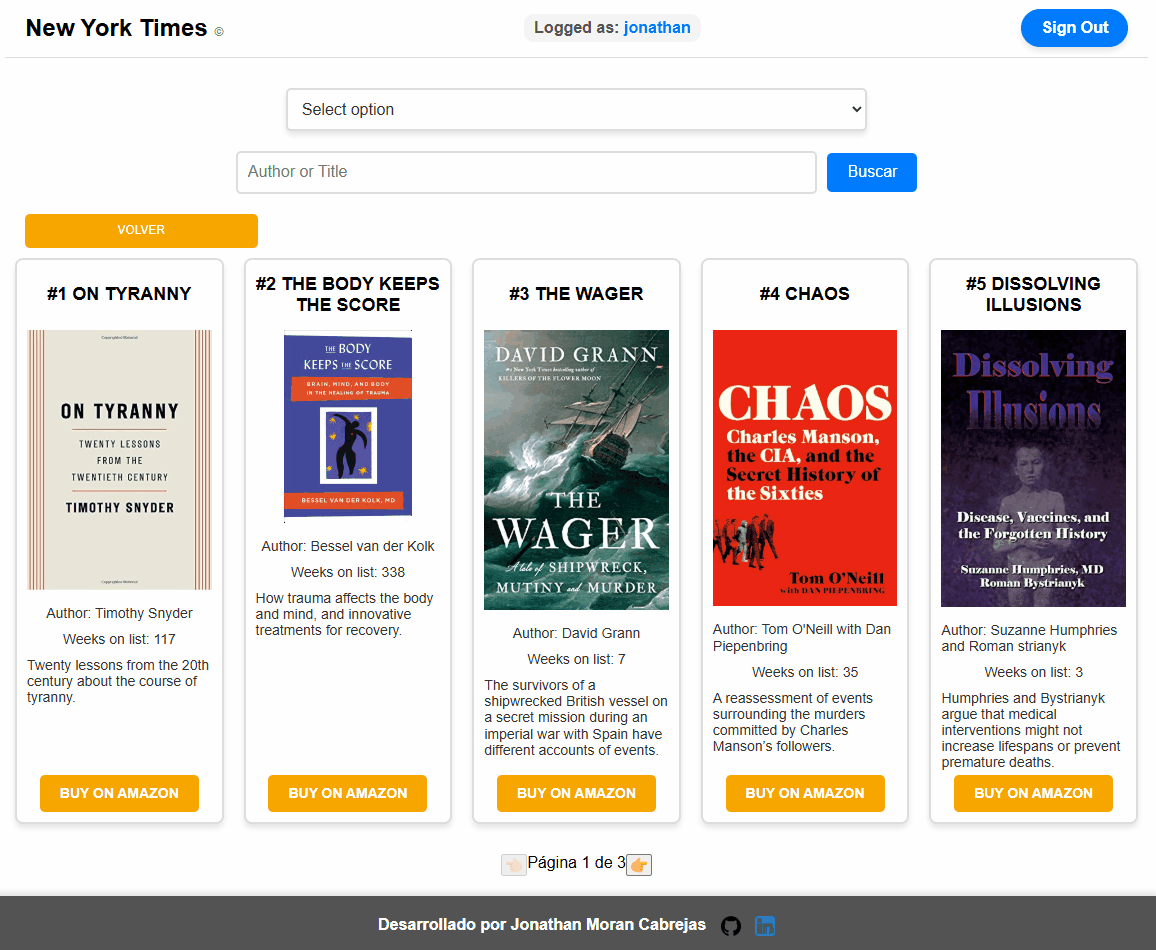 New York Times ©
Logged as: jonathan
Sign Out
Select option
Author or Title
Buscar
VOLVER
#1 ON TYRANNY
Copyrighted Material
ON TYRANNY
TWENTY LESSONS
FROM THE
TWENTIETH CENTURY
TIMOTHY SNYDER
Copyrighted Material
Author: Timothy Snyder
Weeks on list: 117
Twenty lessons from the 20th
century about the course of
tyranny.
BUY ON AMAZON
#2 THE BODY KEEPS
THE SCORE
THE BODY
KEEPS THE SCORE
BRAIN, MIND, AND BODY
IN THE HEALING OF TRAUMA
BESSEL VAN DER KOLK, MD
Author: Bessel van der Kolk
Weeks on list: 338
How trauma affects the body
and mind, and innovative
treatments for recovery.
BUY ON AMAZON
#3 THE WAGER
DAVID GRANN
#1 New York Times bestselling author of
KILLERS OF THE FLOWER MOON
THE
WAGER
A tale of SHIPWRECK,
MUTINY and MURDER
Author: David Grann
Weeks on list: 7
The survivors of a
shipwrecked British vessel on
a secret mission during an
imperial war with Spain have
different accounts of events.
BUY ON AMAZON
#4 CHAOS
CHAOS
Charles Manson,
the CIA, and the
Secret History of
the Sixties
Tom O'Neill
with DAN PIEPENBRING
Author: Tom O'Neill with Dan
Piepenbring
Weeks on list: 35
A reassessment of events
surrounding the murders
committed by Charles
Manson’s followers.
BUY ON AMAZON
#5 DISSOLVING
ILLUSIONS
Dissolving
Illusions
Disease, Vaccines, and
the Forgotten History
Suzanne Humphries, MD
Roman Bystrianyk
Author: Suzanne Humphries
and Roman strianyk
Weeks on list: 3
Humphries and Bystrianyk
argue that medical
interventions might not
increase lifespans or prevent
premature deaths.
BUY ON AMAZON
Página 1 de 3
Desarrollado por Jonathan Moran Cabrejas